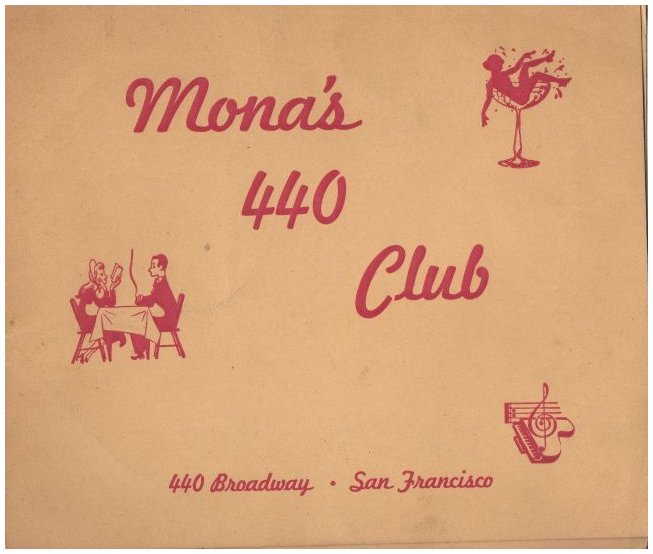 Mona's
440
Club
440 Broadway • San Francisco